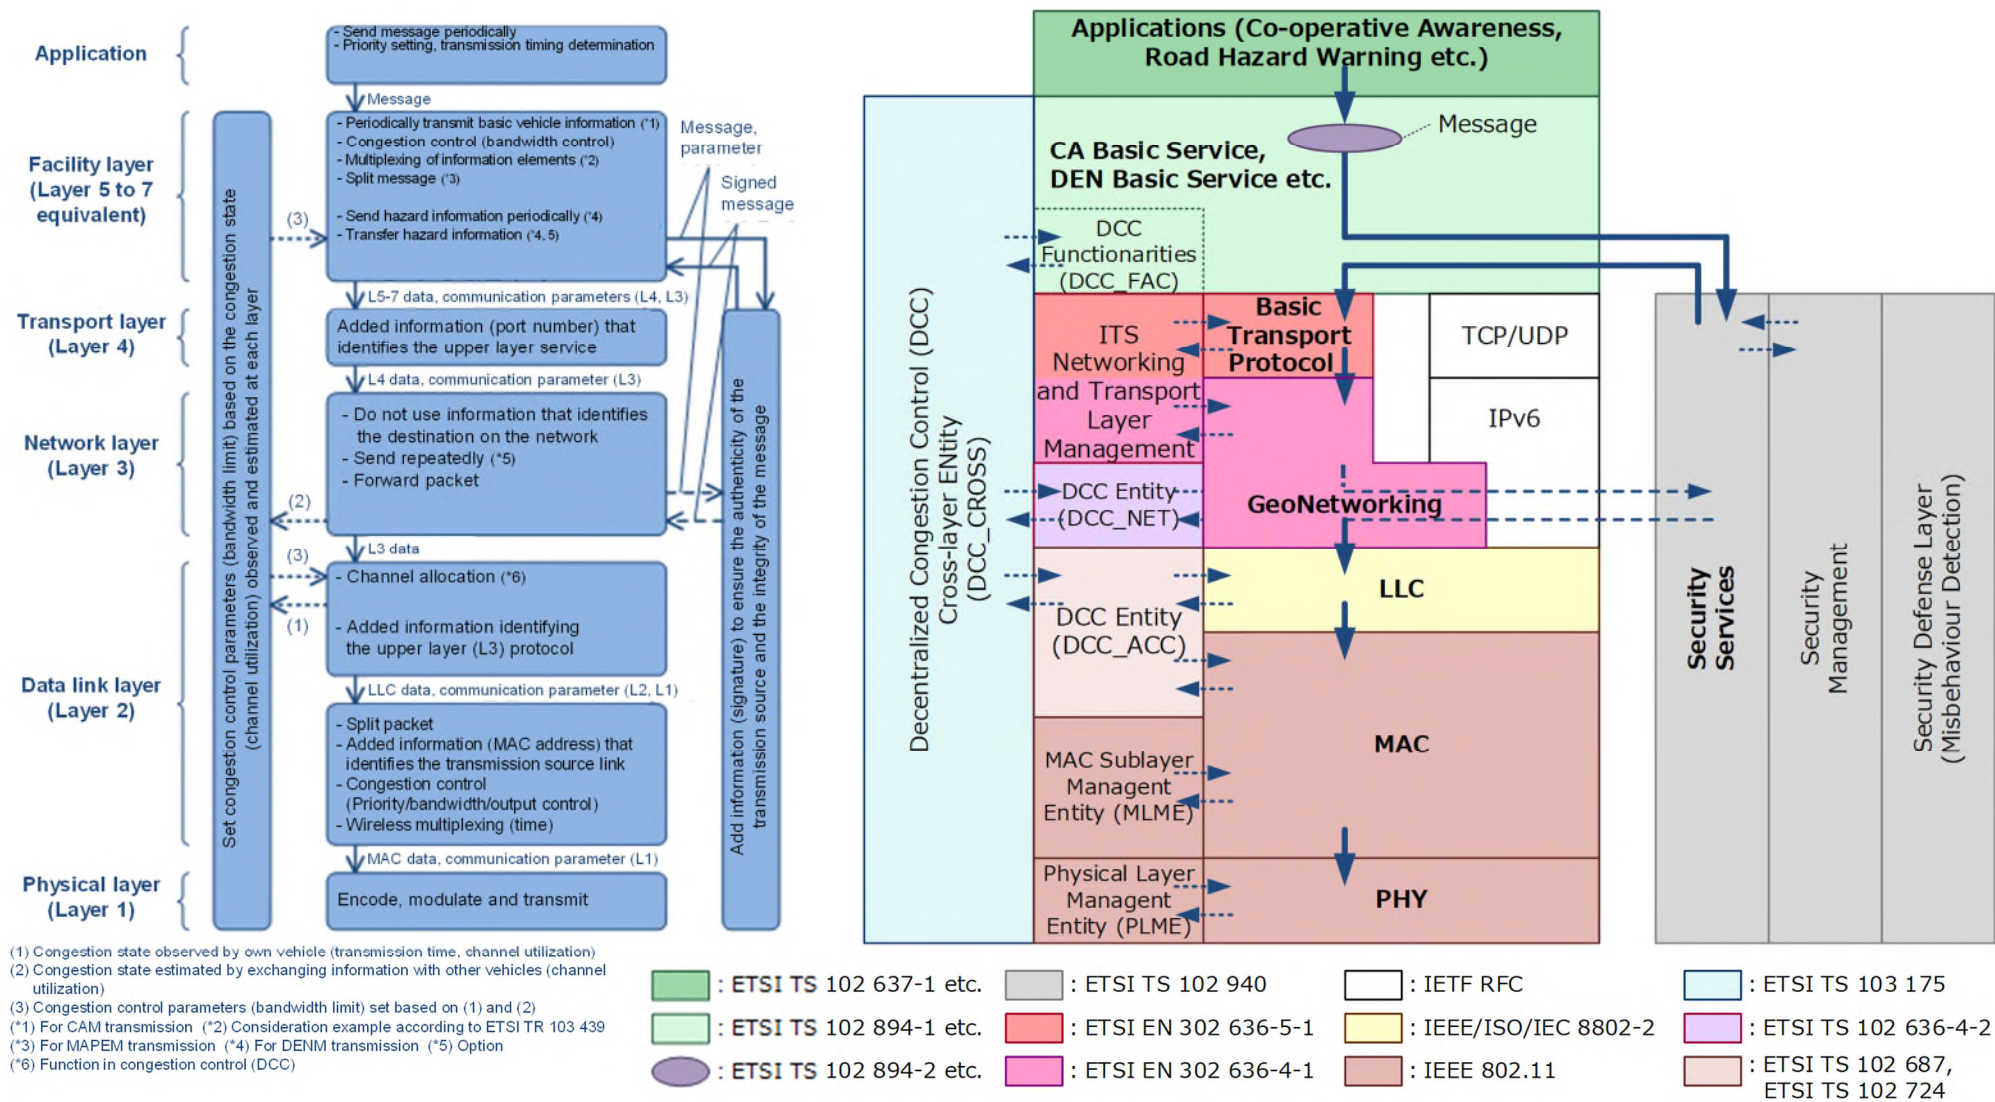 Application
- Send message periodically
- Priority setting, transmission timing determination
Message
Facility layer
(Layer 5 to 7
equivalent)
- Periodically transmit basic vehicle information (*1)
- Congestion control (bandwidth control)
- Multiplexing of information elements (*2)
- Split message (*3)
- Send hazard information periodically (*4)
- Transfer hazard information (*4, 5)
Message,
parameter
Signed
message
(3)
L5-7 data, communication parameters (L4, L3)
Transport layer
(Layer 4)
Added information (port number) that
identifies the upper layer service
L4 data, communication parameter (L3)
Network layer
(Layer 3)
- Do not use information that identifies
the destination on the network
- Send repeatedly (*5)
- Forward packet
(2)
L3 data
(3)
(1)
Data link layer
(Layer 2)
- Channel allocation (*6)
- Added information identifying
the upper layer (L3) protocol
LLC data, communication parameter (L2, L1)
- Split packet
- Added information (MAC address) that
identifies the transmission source link
- Congestion control
(Priority/bandwidth/output control)
- Wireless multiplexing (time)
MAC data, communication parameter (L1)
Physical layer
(Layer 1)
Encode, modulate and transmit
Set congestion control parameters (bandwidth limit) based on the congestion state
(channel utilization) observed and estimated at each layer
Add information (signature) to ensure the authenticity of the
transmission source and the integrity of the message
(1) Congestion state observed by own vehicle (transmission time, channel utilization)
(2) Congestion state estimated by exchanging information with other vehicles (channel
utilization)
(3) Congestion control parameters (bandwidth limit) set based on (1) and (2)
(*1) For CAM transmission (*2) Consideration example according to ETSI TR 103 439
(*3) For MAPEM transmission (*4) For DENM transmission (*5) Option
(*6) Function in congestion control (DCC)
Applications (Co-operative Awareness,
Road Hazard Warning etc.)
Message
CA Basic Service,
DEN Basic Service etc.
DCC
Functionarities
(DCC_FAC)
Decentralized Congestion Control (DCC)
Cross-layer ENtity
(DCC_CROSS)
ITS
Networking
and Transport
Layer
Management
Basic
Transport
Protocol
TCP/UDP
IPv6
DCC Entity
(DCC_NET)
GeoNetworking
DCC Entity
(DCC_ACC)
LLC
MAC
MAC Sublayer
Managent
Entity (MLME)
Physical Layer
Managent
Entity (PLME)
PHY
Security
Services
Security
Management
Security Defense Layer
(Misbehaviour Detection)
: ETSI TS 102 637-1 etc.
: ETSI TS 102 894-1 etc.
: ETSI TS 102 894-2 etc.
: ETSI TS 102 940
: ETSI EN 302 636-5-1
: ETSI EN 302 636-4-1
: IETF RFC
: IEEE/ISO/IEC 8802-2
: IEEE 802.11
: ETSI TS 103 175
: ETSI TS 102 636-4-2
: ETSI TS 102 687,
ETSI TS 102 724